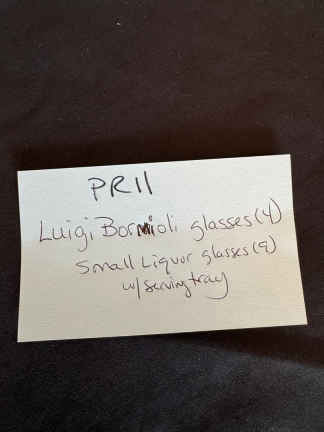 PR11
Luigi Bormioli glasses (4)
Small Liquor glasses (9)
w/ serving tray